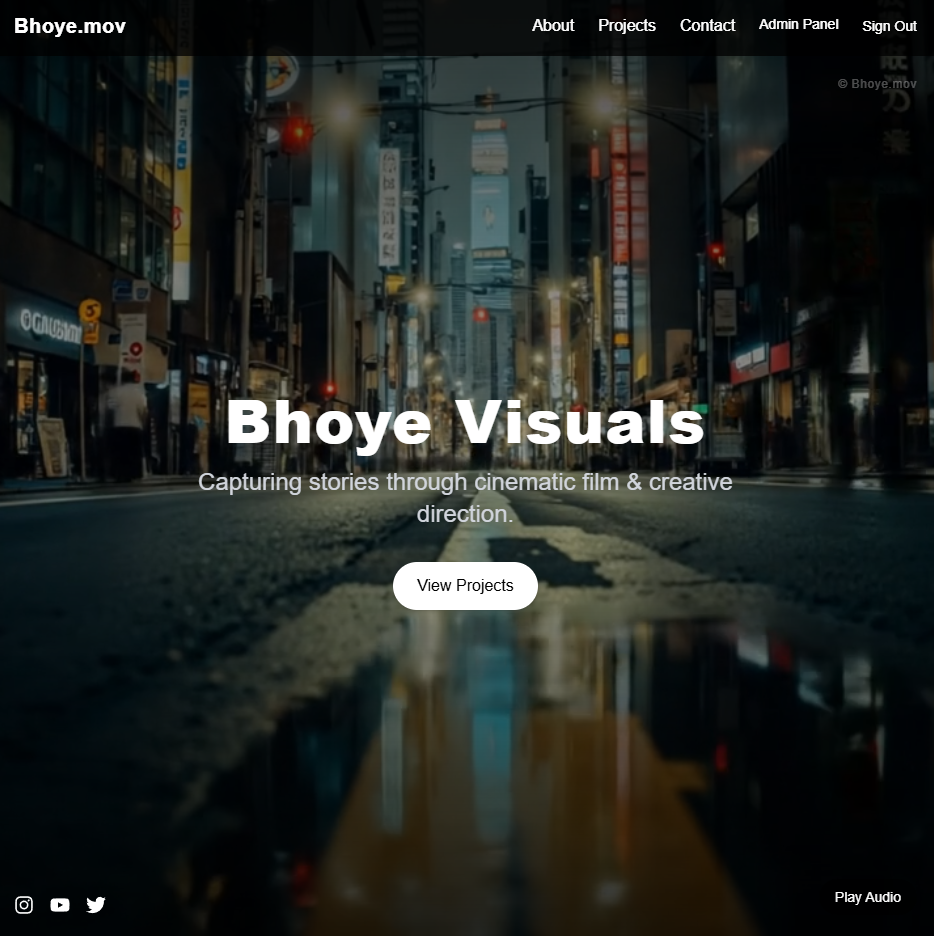 Bhoye.mov
About
Projects
Contact
Admin Panel
Sign Out
© Bhoye.mov
Bhoye Visuals
Capturing stories through cinematic film & creative
direction.
View Projects
Play Audio